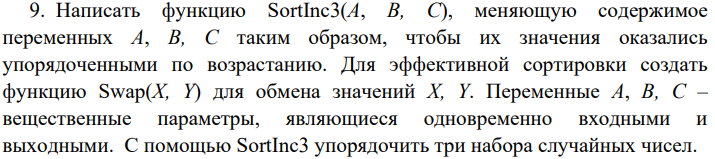 9. Написать функцию SortInc3(A, B, C), меняющую содержимое
переменных A, B, C таким образом, чтобы их значения оказались
упорядоченными по возрастанию. Для эффективной сортировки создать
функцию Swap(X, Y) для обмена значений X, Y. Переменные A, B, C –
вещественные параметры, являющиеся одновременно входными и
выходными. С помощью SortInc3 упорядочить три набора случайных чисел.